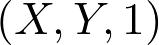 (X, Y, 1)